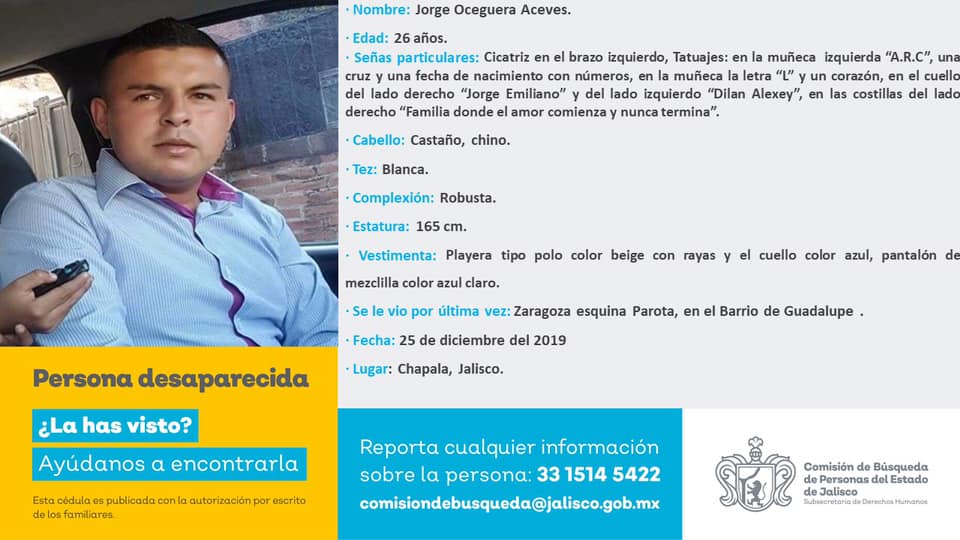 · Nombre: Jorge Oceguera Aceves.
· Edad: 26 años.
· Señas particulares: Cicatriz en el brazo izquierdo, Tatuajes: en la muñeca izquierda “A.R.C”, una
cruz y una fecha de nacimiento con números, en la muñeca la letra “L” y un corazón, en el cuello
del lado derecho “Jorge Emiliano” y del lado izquierdo “Dilan Alexey”, en las costillas del lado
derecho “Familia donde el amor comienza y nunca termina”.
· Cabello: Castaño, chino.
· Tez: Blanca.
· Complexión: Robusta.
· Estatura: 165 cm.
· Vestimenta: Playera tipo polo color beige con rayas y el cuello color azul, pantalón de
mezclilla color azul claro.
· Se le vio por última vez: Zaragoza esquina Parota, en el Barrio de Guadalupe .
· Fecha: 25 de diciembre del 2019
· Lugar: Chapala, Jalisco.
Persona desaparecida
¿La has visto?
Ayúdanos a encontrarla
Esta cédula es publicada con la autorización por escrito
de los familiares.
Reporta cualquier información
sobre la persona: 33 1514 5422
comisiondebusqueda@jalisco.gob.mx
Comisión de Búsqueda
de Personas del Estado
de Jalisco
Subsecretaría de Derechos Humanos